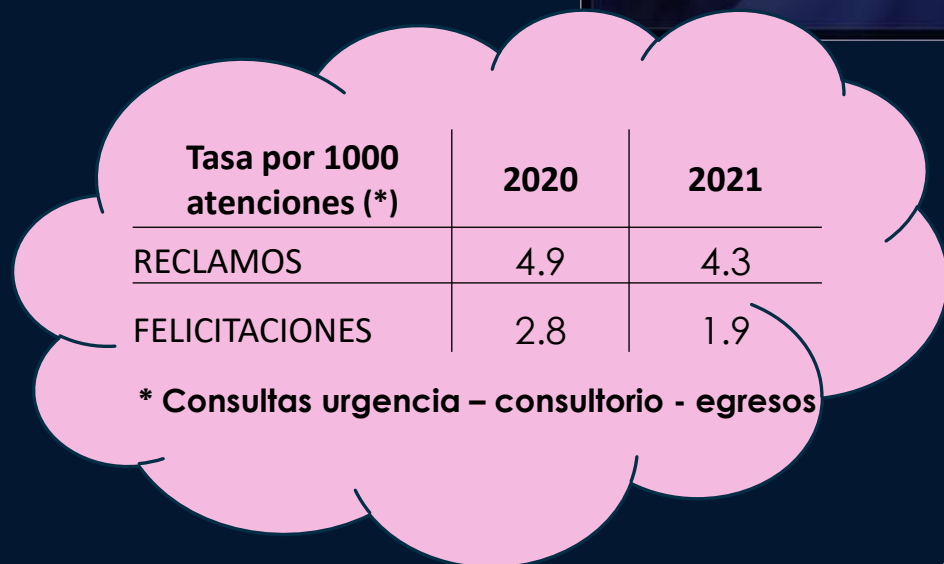 Tasa por 1000 2020 2021
atenciones (*)
RECLAMOS 4.9 4.3
FELICITACIONES 2.8 1.9
* Consultas urgencia – consultorio - egresos